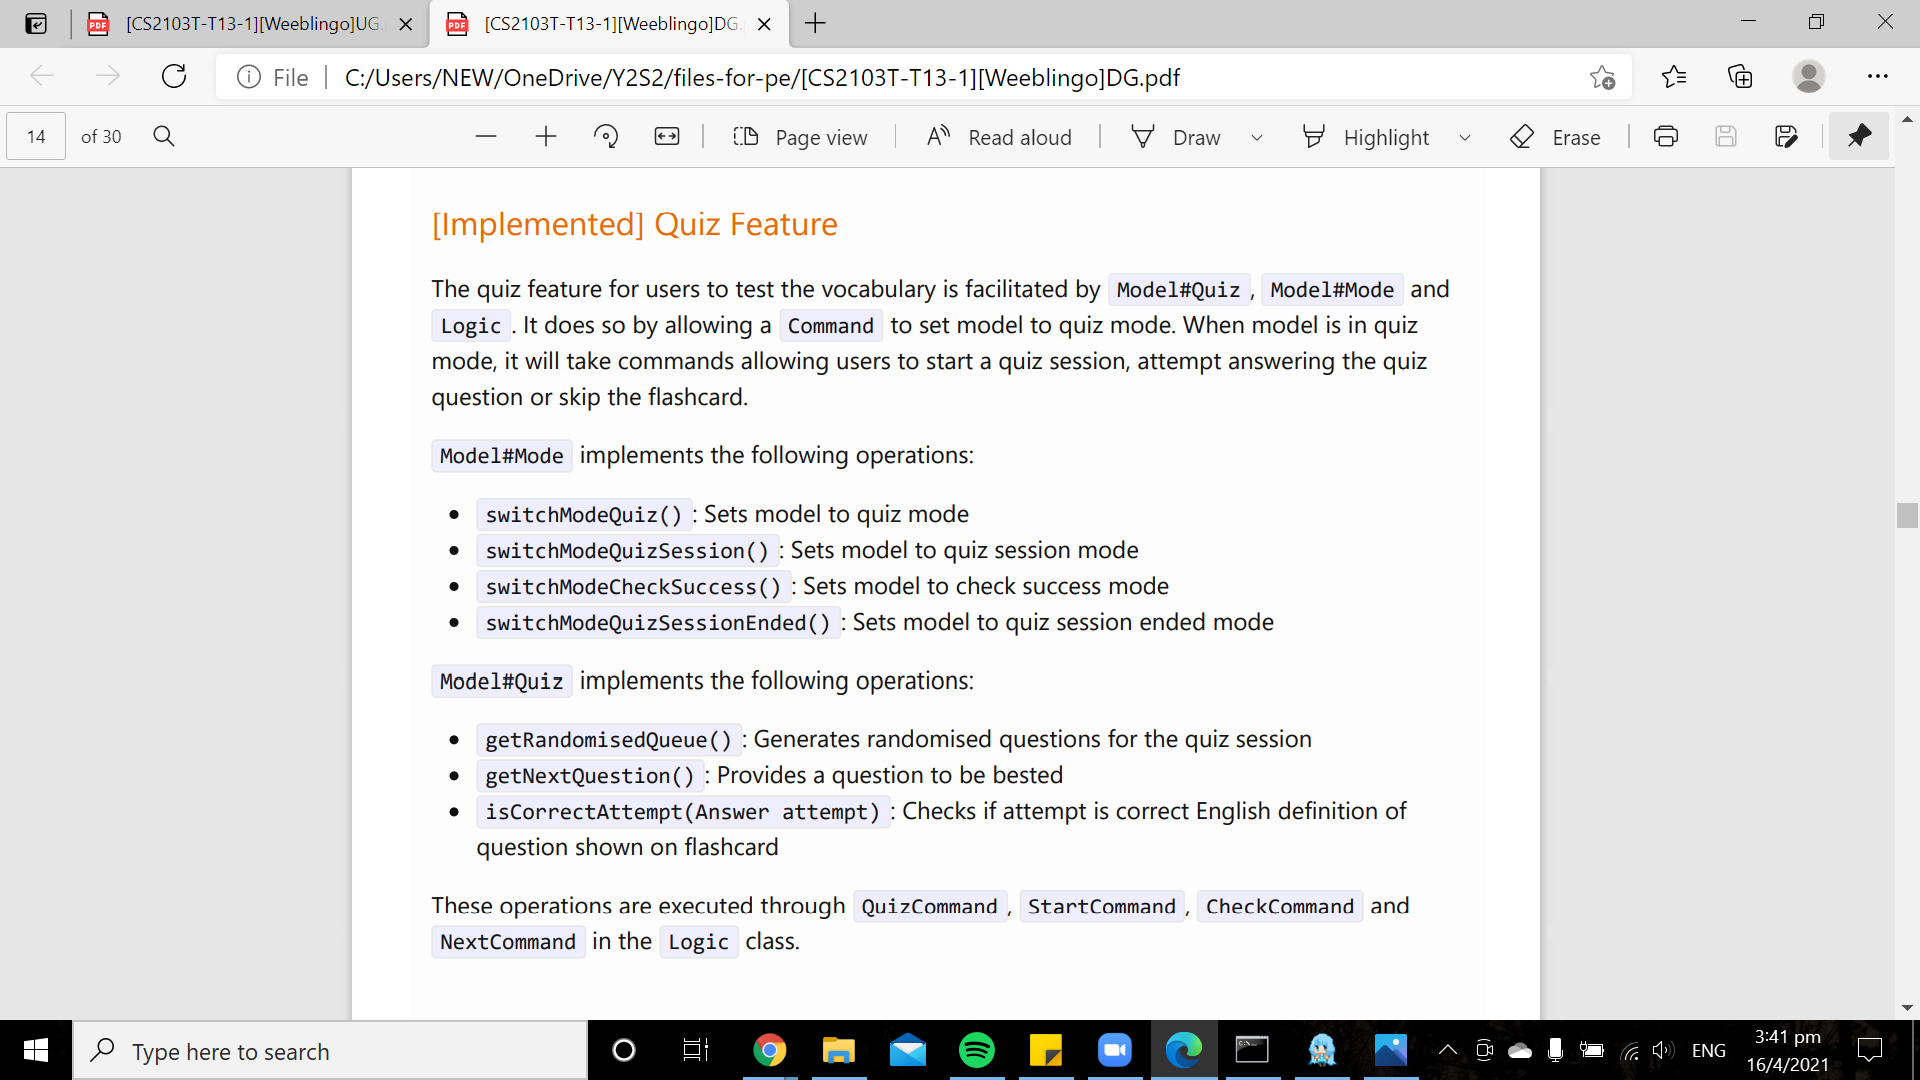 [CS2103T-T13-1][Weeblingo]UG.
[CS2103T-T13-1][Weeblingo]DG.
File
C:/Users/NEW/OneDrive/Y2S2/files-for-pe/[CS2103T-T13-1][Weeblingo]DG.pdf
14 of 30
Page view
Read aloud
Draw
Highlight
Erase
[Implemented] Quiz Feature
The quiz feature for users to test the vocabulary is facilitated by Model#Quiz , Model#Mode and
Logic . It does so by allowing a Command to set model to quiz mode. When model is in quiz
mode, it will take commands allowing users to start a quiz session, attempt answering the quiz
question or skip the flashcard.
Model#Mode implements the following operations:
• switchModeQuiz() : Sets model to quiz mode
• switchModeQuizSession() : Sets model to quiz session mode
• switchModeCheckSuccess() : Sets model to check success mode
• switchModeQuizSessionEnded() : Sets model to quiz session ended mode
Model#Quiz implements the following operations:
• getRandomisedQueue() : Generates randomised questions for the quiz session
• getNextQuestion() : Provides a question to be bested
• isCorrectAttempt(Answer attempt) : Checks if attempt is correct English definition of
question shown on flashcard
These operations are executed through QuizCommand , StartCommand , CheckCommand and
NextCommand in the Logic class.
Type here to search
ENG
3:41 pm
16/4/2021